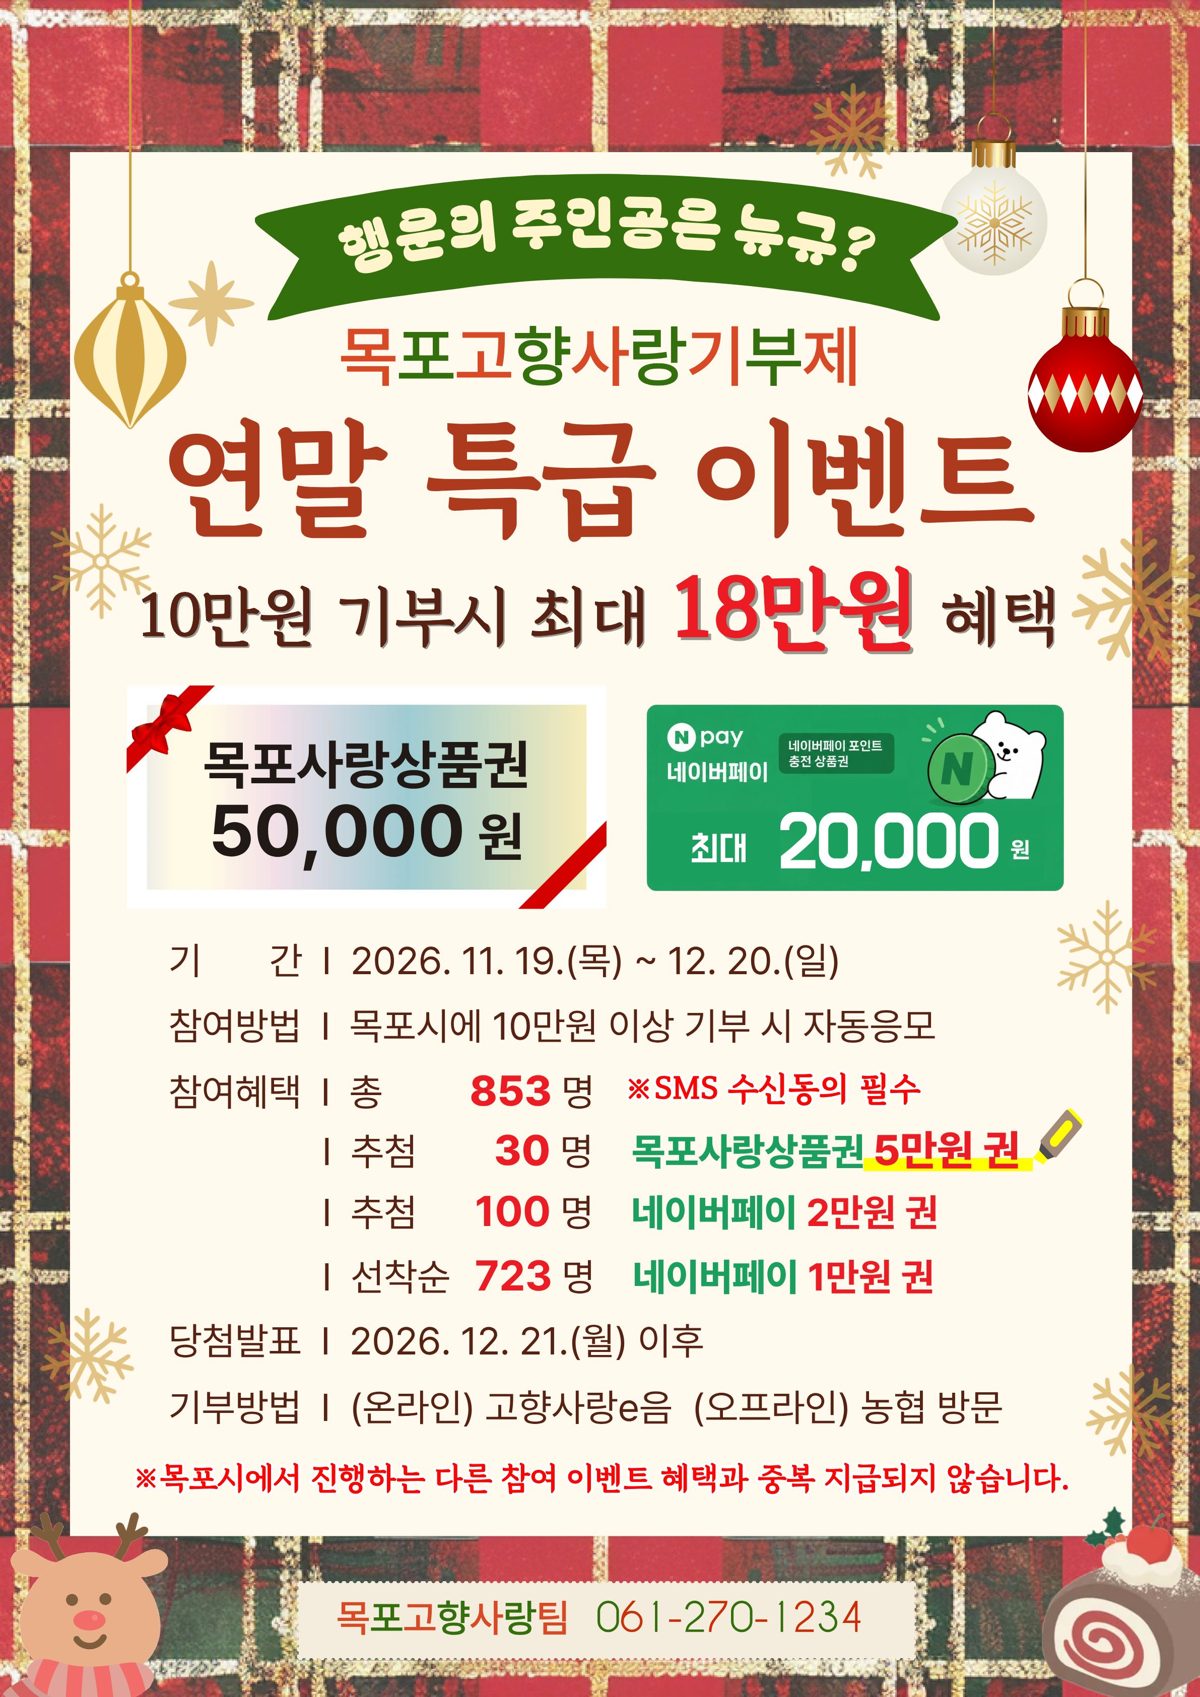 행운의 주인공은 뉴규?
목포고향사랑기부제
연말 특급 이벤트
10만원 기부시 최대 18만원 혜택
목포사랑상품권
50,000 원
N pay
네이버페이
네이버페이 포인트
충전 상품권
N
최대 20,000 원
기 간 I 2026. 11. 19.(목) ~ 12. 20.(일)
참여방법 I 목포시에 10만원 이상 기부 시 자동응모
참여혜택 I 총 853 명 ※SMS 수신동의 필수
I 추첨 30 명 목포사랑상품권 5만원 권
I 추첨 100 명 네이버페이 2만원 권
I 선착순 723 명 네이버페이 1만원 권
당첨발표 I 2026. 12. 21.(월) 이후
기부방법 I (온라인) 고향사랑e음 (오프라인) 농협 방문
※목포시에서 진행하는 다른 참여 이벤트 혜택과 중복 지급되지 않습니다.
목포고향사랑팀 061-270-1234